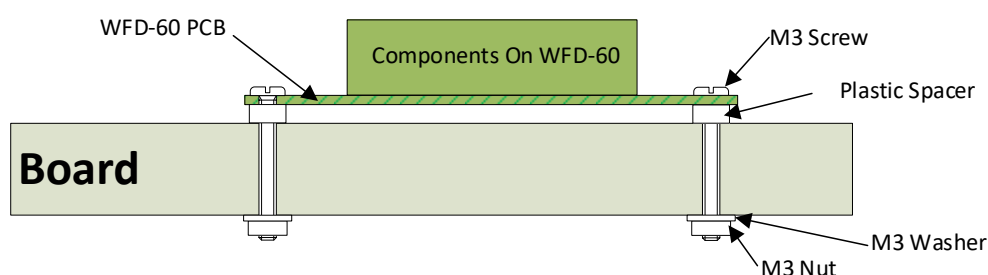 WFD-60 PCB
Components On WFD-60
M3 Screw
Plastic Spacer
Board
M3 Washer
M3 Nut